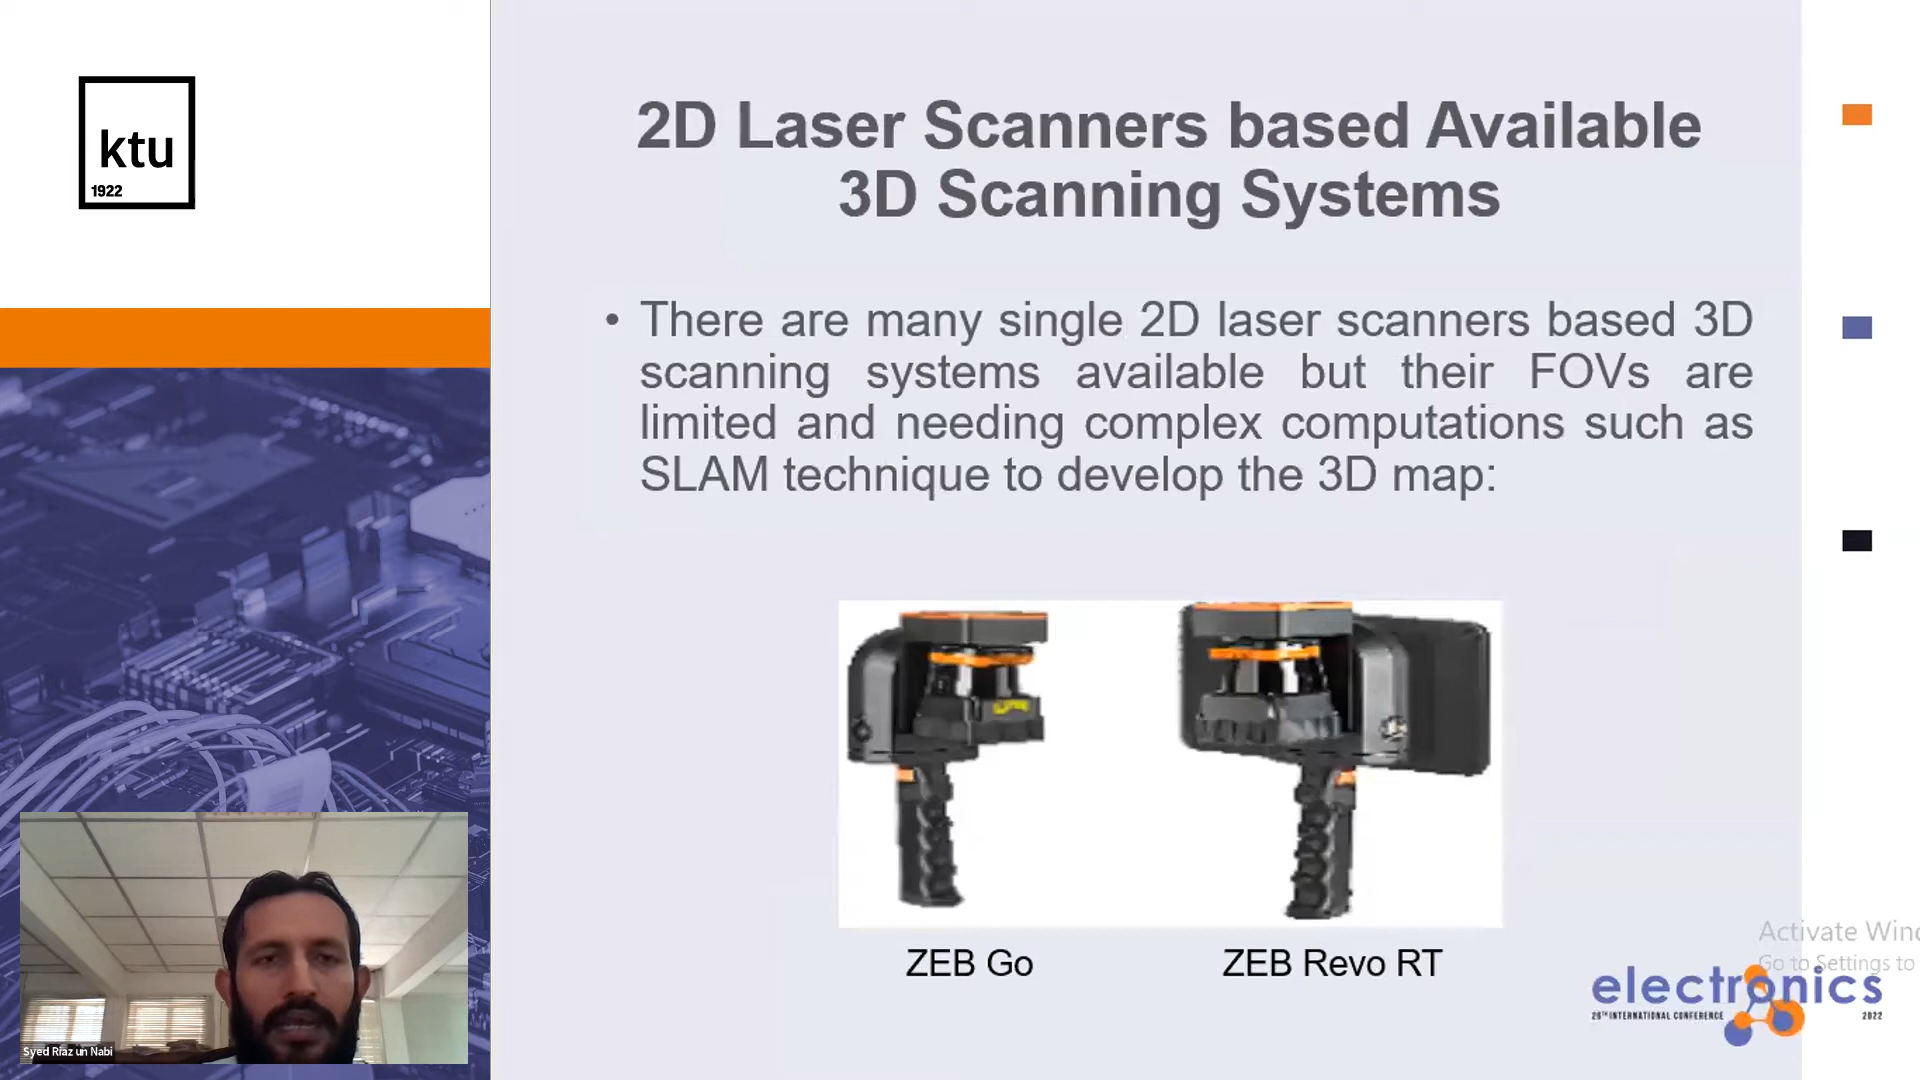 ktu
1922
2D Laser Scanners based Available
3D Scanning Systems
• There are many single 2D laser scanners based 3D
scanning systems available but their FOVs are
limited and needing complex computations such as
SLAM technique to develop the 3D map:
ZEB Go
ZEB Revo RT
Activate Wind
Go to Settings to
electronics
26TH INTERNATIONAL CONFERENCE 2022
Syed Riaz un Nabi